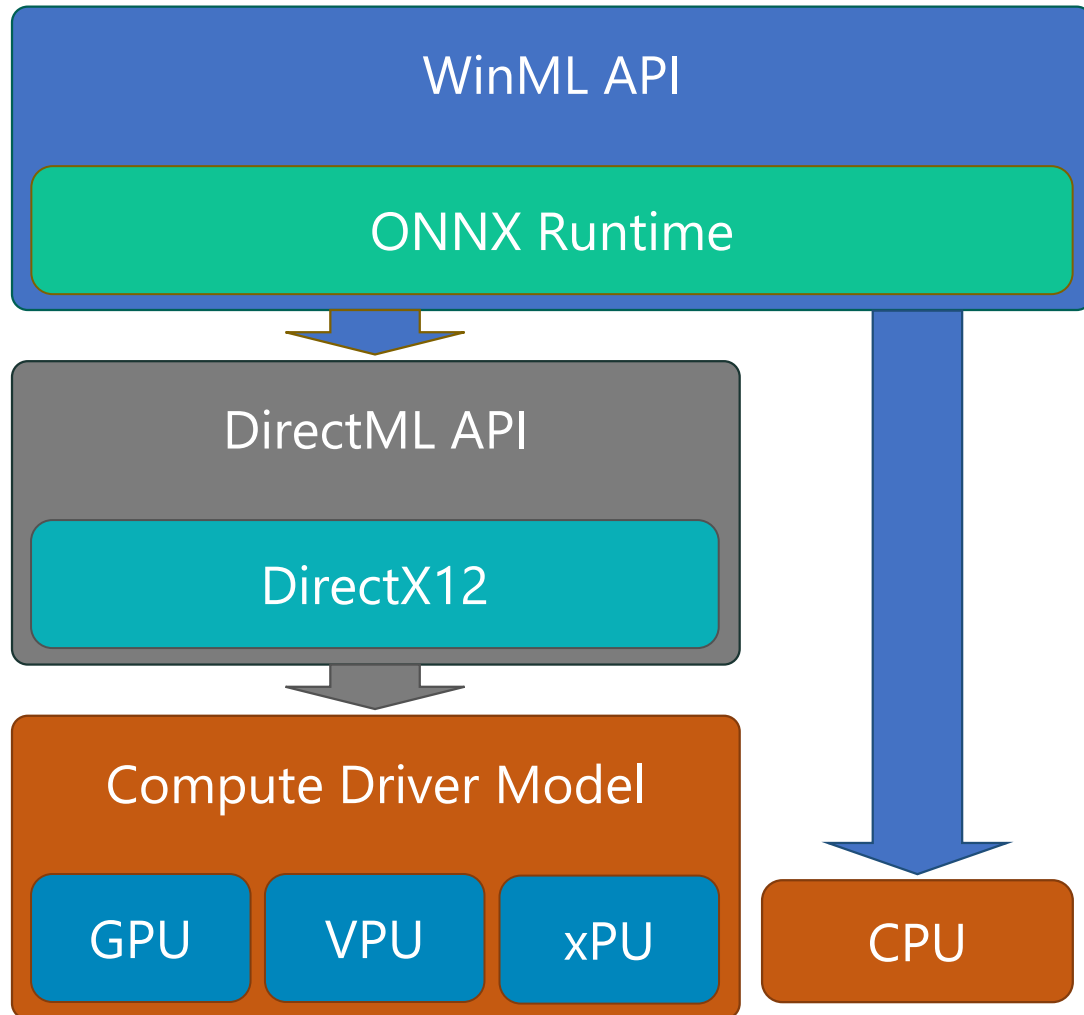 WinML API
ONNX Runtime
DirectML API
DirectX12
Compute Driver Model
GPU
VPU
xPU
CPU